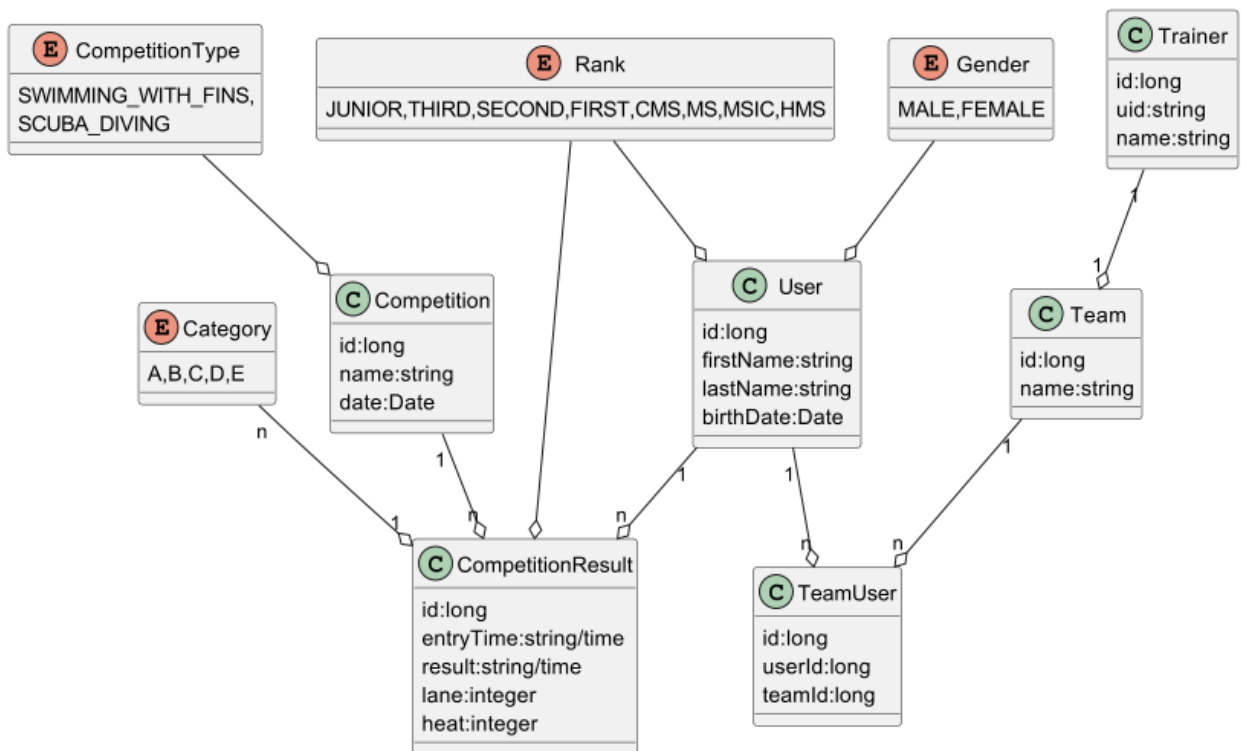 E CompetitionType
SWIMMING_WITH_FINS,
SCUBA_DIVING
E Rank
JUNIOR,THIRD,SECOND,FIRST,CMS,MS,MSIC,HMS
E Gender
MALE,FEMALE
C Trainer
id:long
uid:string
name:string
1
1
E Category
A,B,C,D,E
C Competition
id:long
name:string
date:Date
C User
id:long
firstName:string
lastName:string
birthDate:Date
C Team
id:long
name:string
n
1
1
n
1
n
1
n
1
n
C CompetitionResult
id:long
entryTime:string/time
result:string/time
lane:integer
heat:integer
C TeamUser
id:long
userId:long
teamId:long